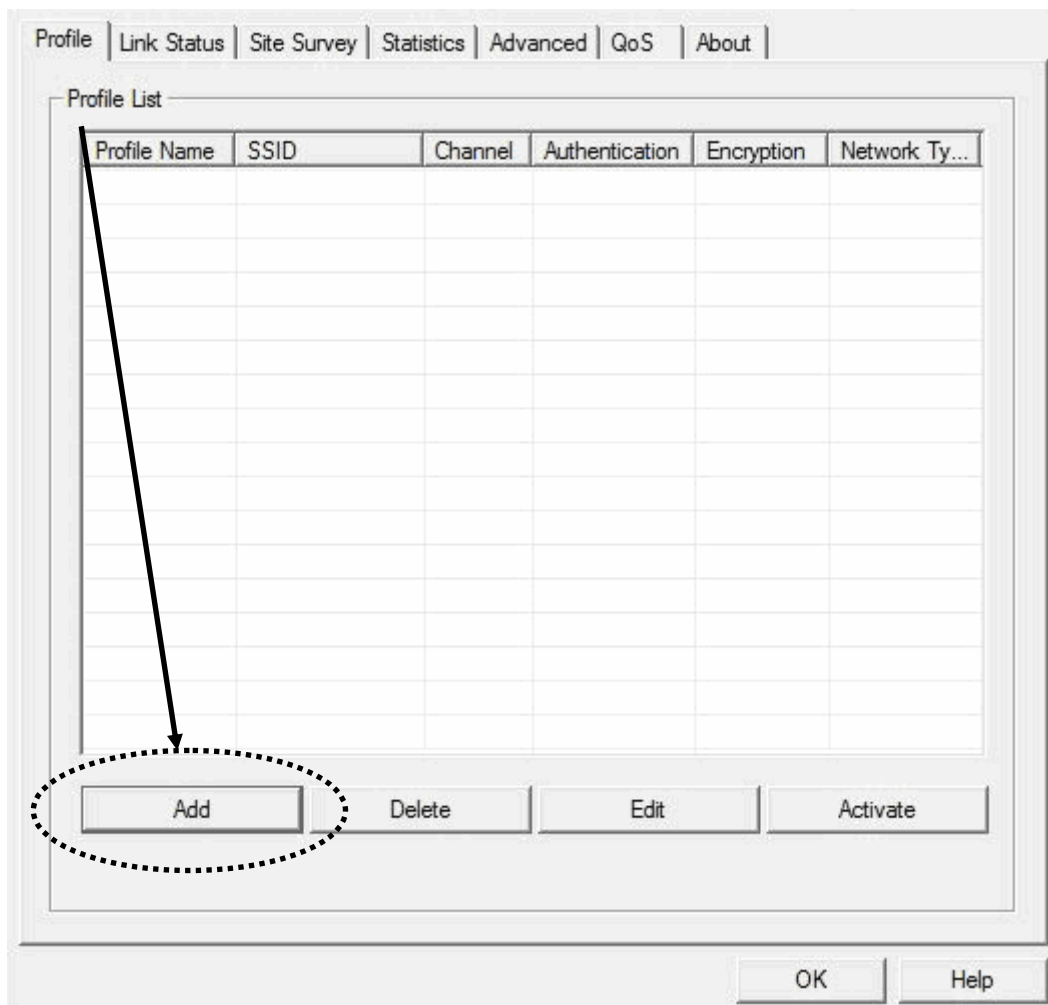 Profile Link Status Site Survey Statistics Advanced QoS About
Profile List
Profile Name SSID Channel Authentication Encryption Network Ty...
Add Delete Edit Activate
OK Help